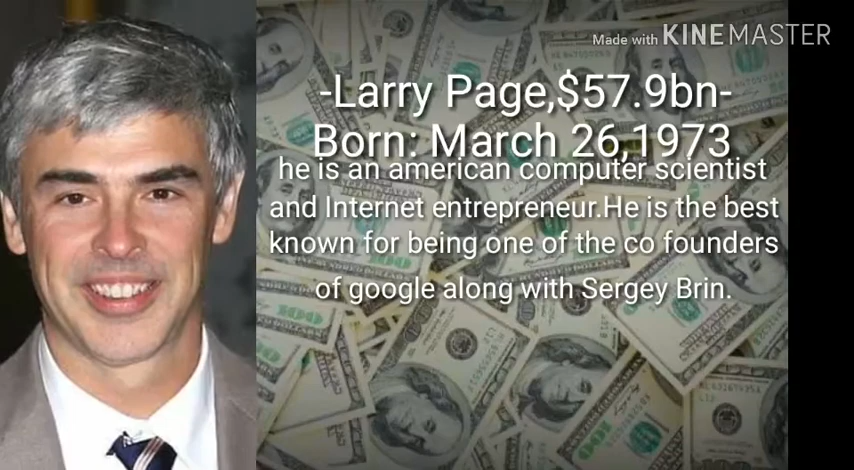 Made with KINEMASTER
-Larry Page,$57.9bn-
Born: March 26,1973
he is an american computer scientist
and Internet entrepreneur.He is the best
known for being one of the co founders
of google along with Sergey Brin.